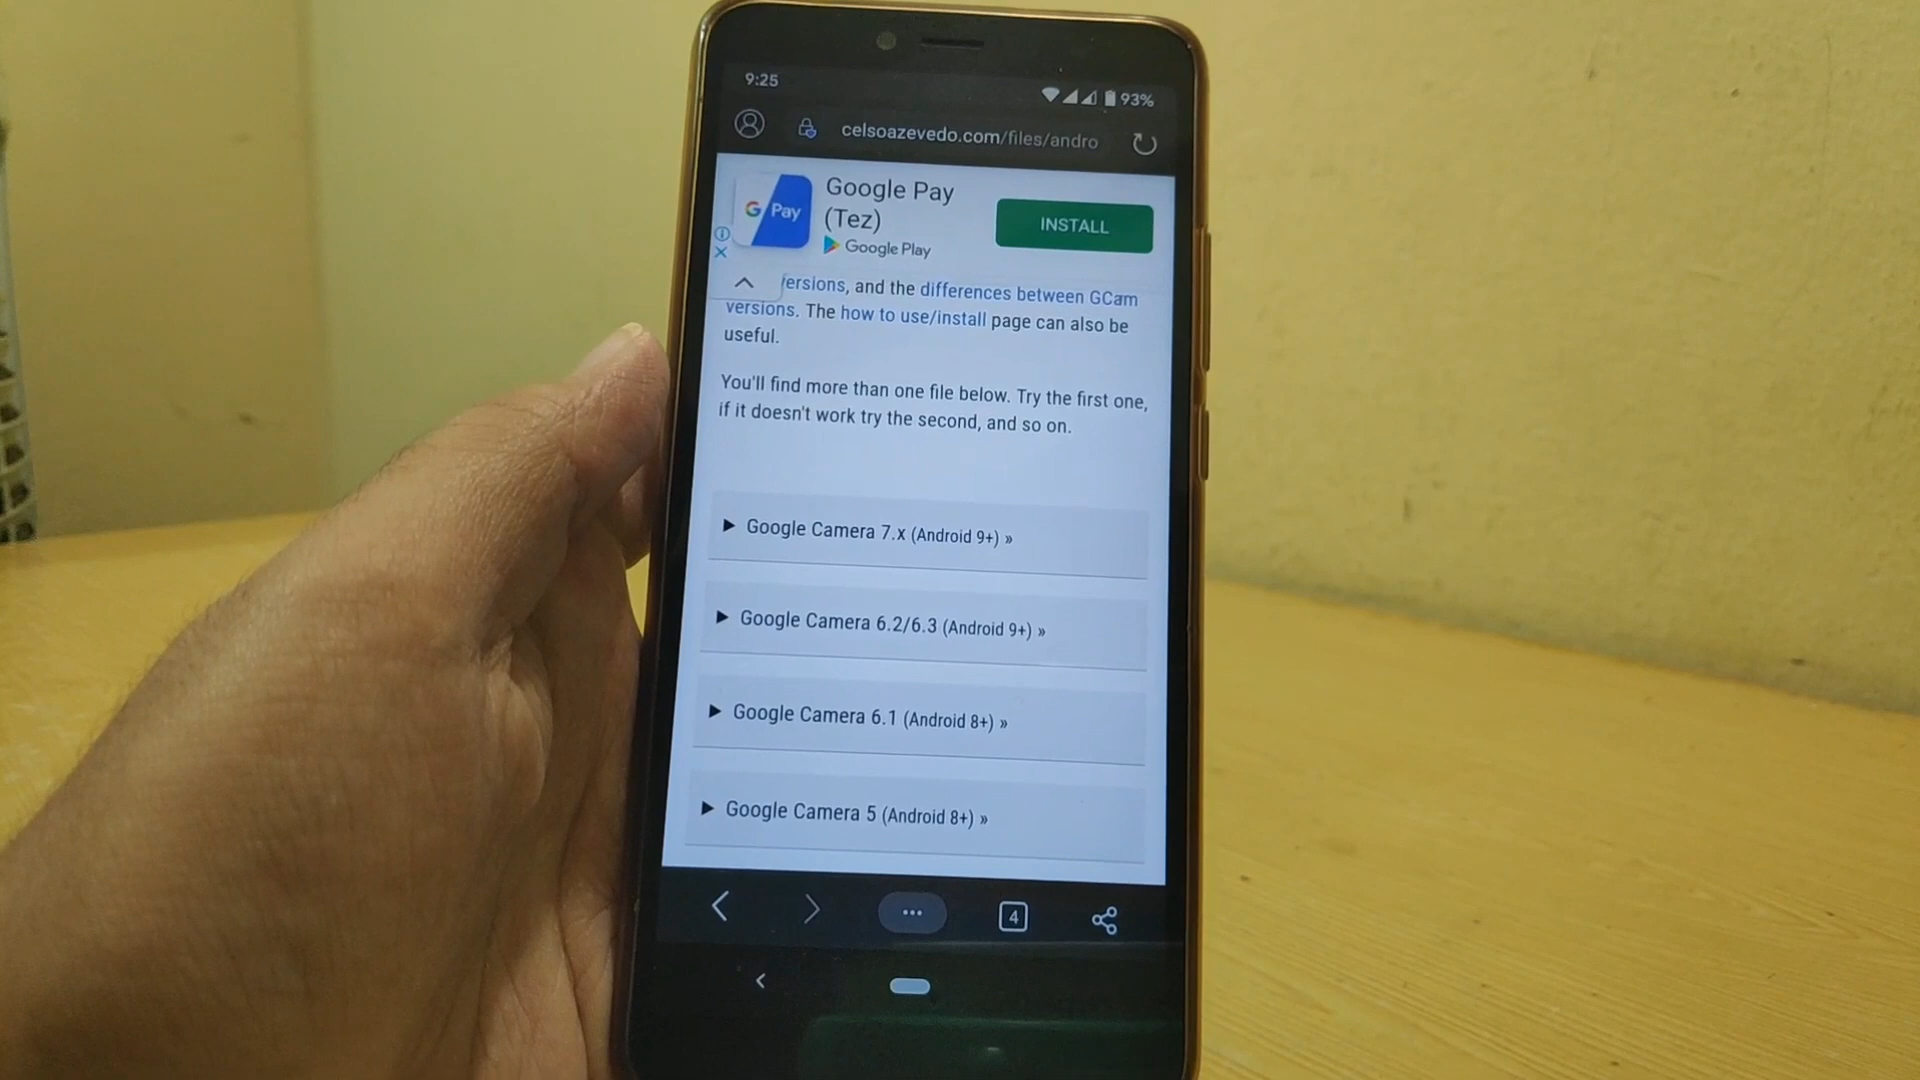 9:25
93%
celsoazevedo.com/files/andro
G Pay
Google Pay
(Tez)
Google Play
INSTALL
ersions, and the differences between GCam
versions. The how to use/install page can also be
useful.
You'll find more than one file below. Try the first one,
if it doesn't work try the second, and so on.
► Google Camera 7.x (Android 9+) »
► Google Camera 6.2/6.3 (Android 9+) »
► Google Camera 6.1 (Android 8+) »
► Google Camera 5 (Android 8+) »
4